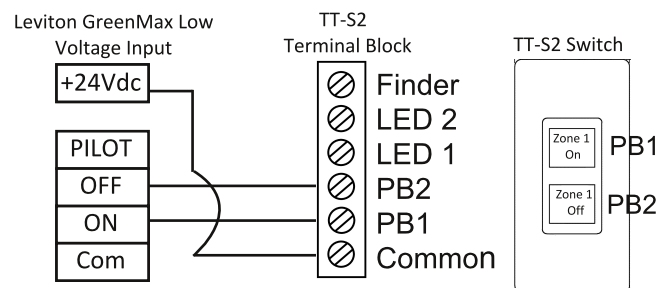 Leviton GreenMax Low
Voltage Input
+24Vdc
PILOT
OFF
ON
Com
TT-S2
Terminal Block
Finder
LED 2
LED 1
PB2
PB1
Common
TT-S2 Switch
Zone 1
On
PB1
Zone 1
Off
PB2